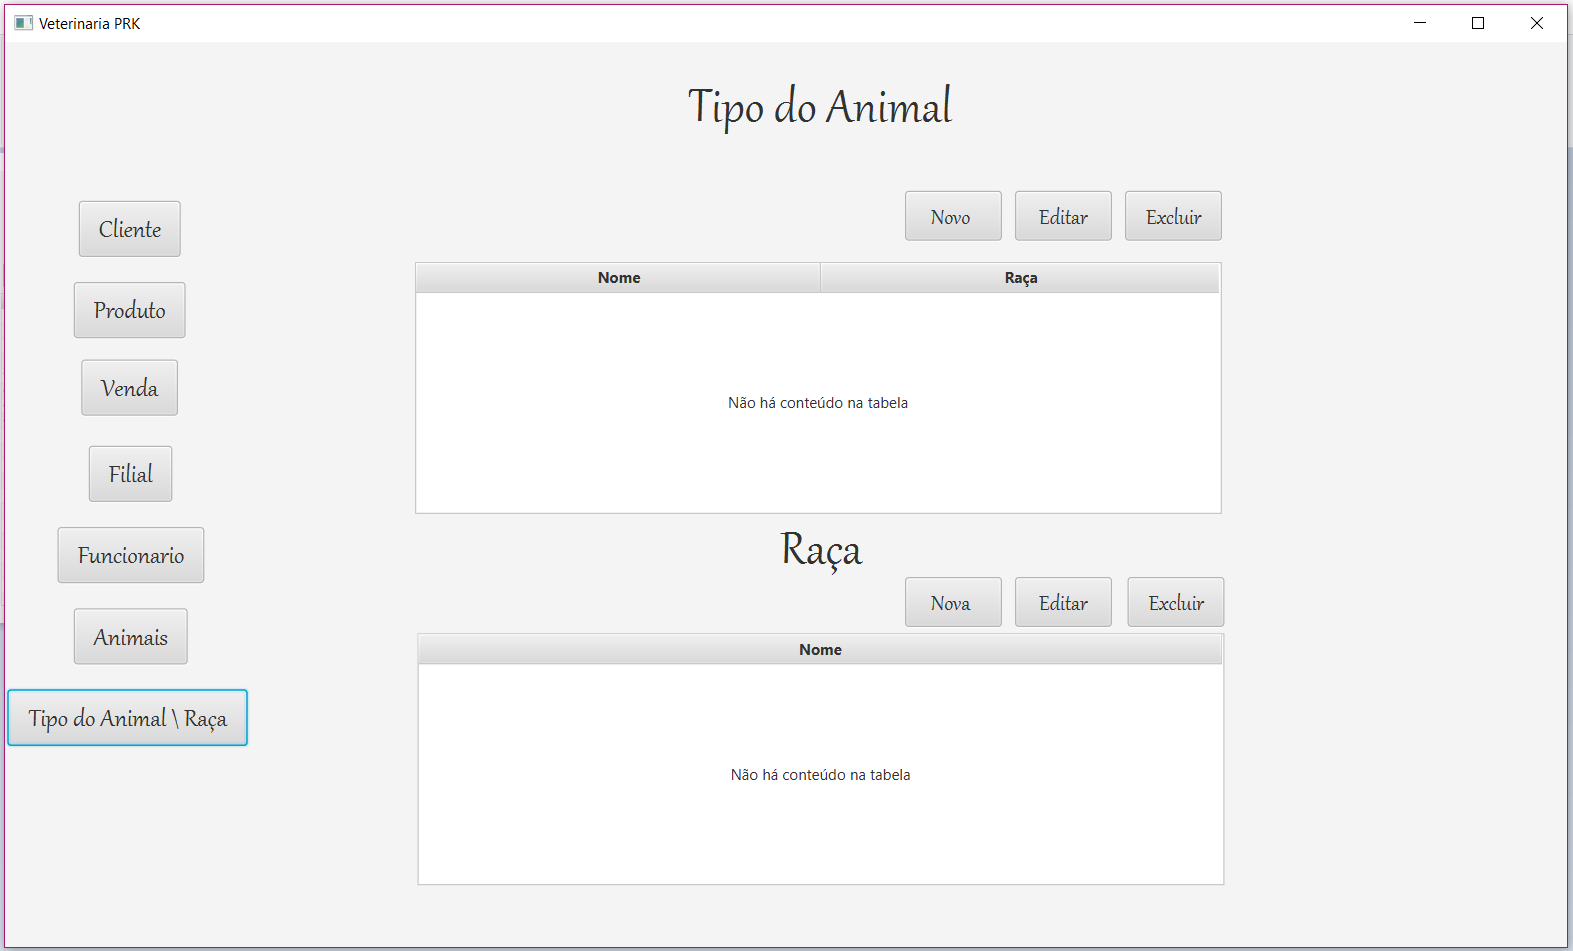 Veterinaria PRK
Tipo do Animal
Cliente
Produto
Venda
Filial
Funcionario
Animais
Tipo do Animal \ Raça
Novo Editar Excluir
Nome Raça
Não há conteúdo na tabela
Raça
Nova Editar Excluir
Nome
Não há conteúdo na tabela